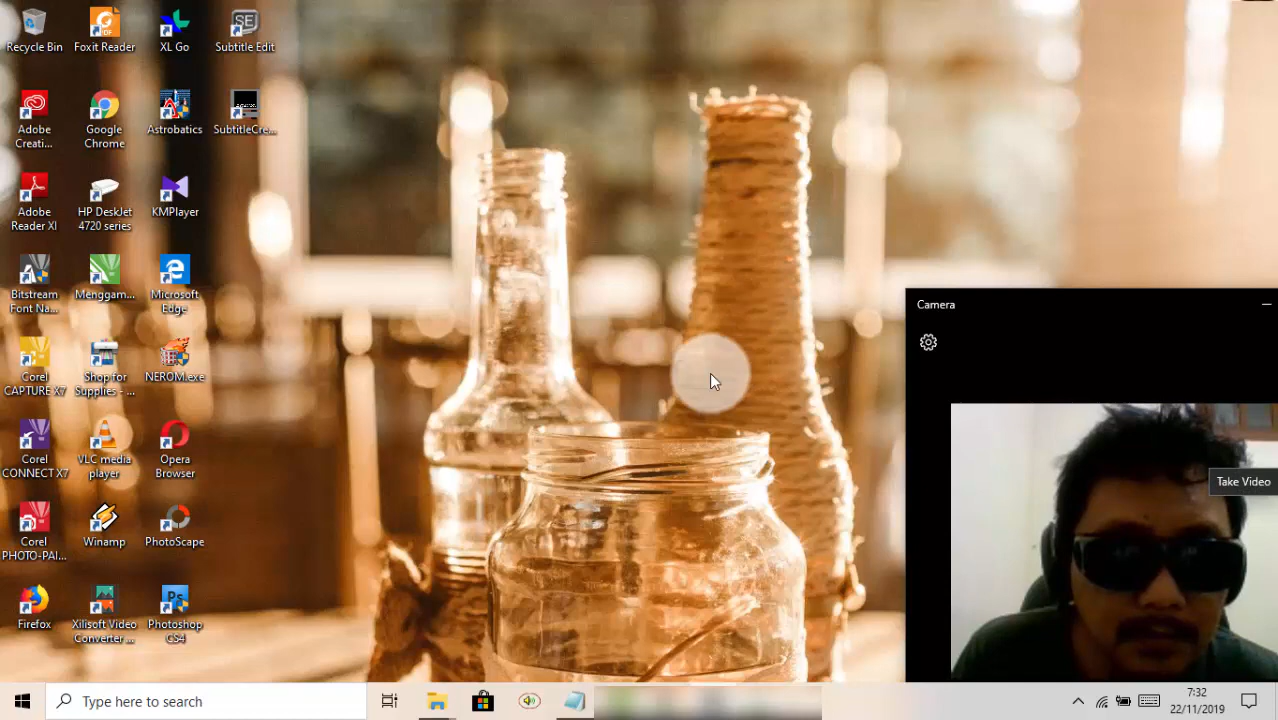 Recycle Bin
Foxit Reader
XL Go
Subtitle Edit
Adobe
Creati...
Google
Chrome
Astrobatics
SubtitleCre...
Adobe
Reader XI
HP DeskJet
4720 series
KMPlayer
Bitstream
Font Na...
Menggam...
Microsoft
Edge
Corel
CAPTURE X7
Shop for
Supplies - ...
NEROM.exe
Corel
CONNECT X7
VLC media
player
Opera
Browser
Corel
PHOTO-PAI...
Winamp
PhotoScape
Firefox
Xilisoft Video
Converter ...
Photoshop
CS4
Camera
Take Video
Type here to search
7:32
22/11/2019